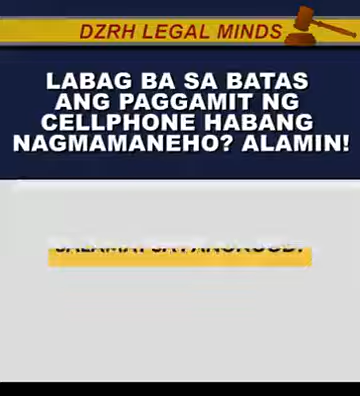 DZRH LEGAL MINDS
LABAG BA SA BATAS
ANG PAGGAMIT NG
CELLPHONE HABANG
NAGMAMANEHO? ALAMIN!